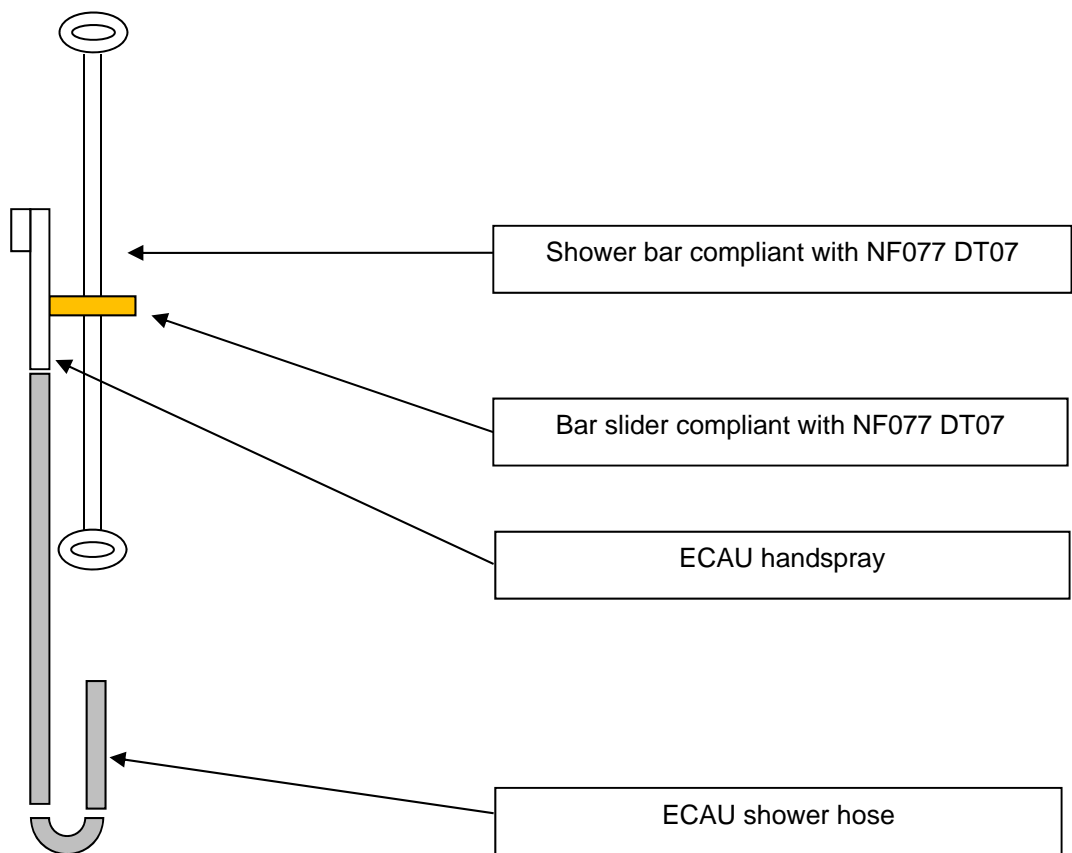 Shower bar compliant with NF077 DT07
Bar slider compliant with NF077 DT07
ECAU handspray
ECAU shower hose